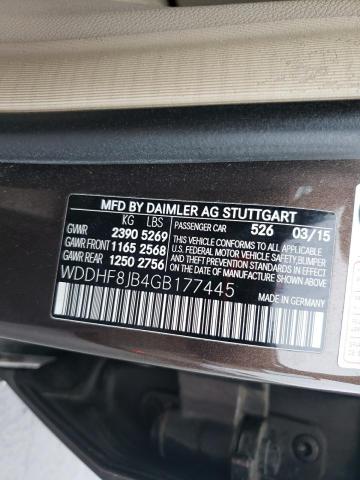 MFD BY DAIMLER AG STUTTGART
KG LBS PASSENGER CAR 526 03/15
GVWR 2390 5269 THIS VEHICLE CONFORMS TO ALL APPLICABLE
GAWR FRONT 1165 2568 U.S. FEDERAL MOTOR VEHICLE SAFETY, BUMPER
GAWR REAR 1250 2756 AND THEFT PREVENTION STANDARDS IN EFFECT
ON THE DATE OF MANUFACTURE SHOWN ABOVE.
WDDHF8JB4GB177445
MADE IN GERMANY